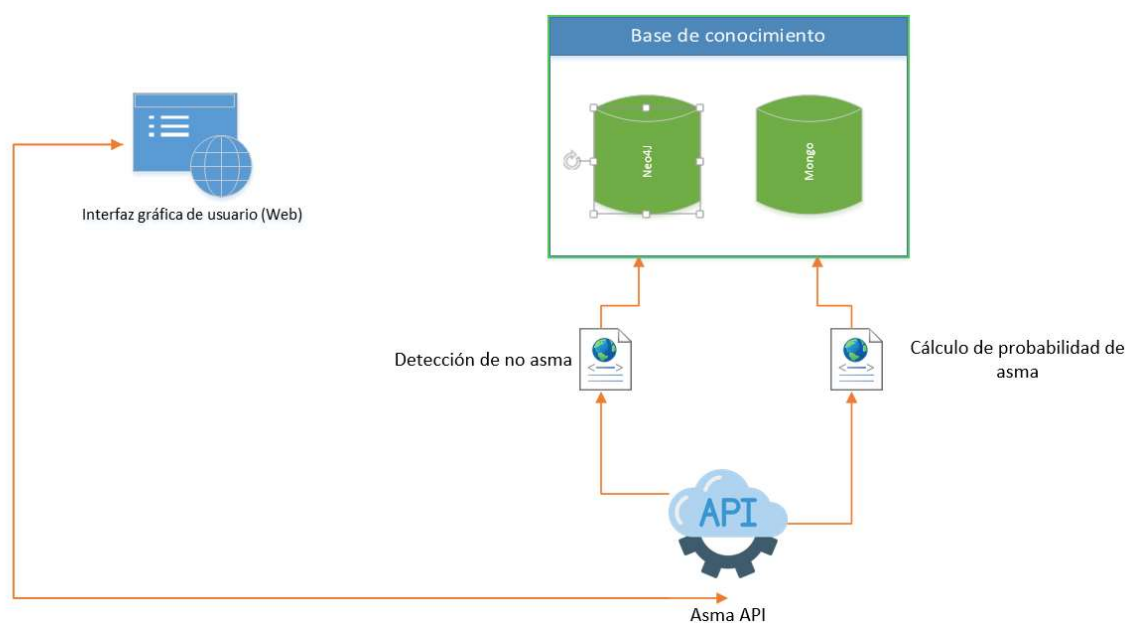 Base de conocimiento
Neo4J
Mongo
Interfaz gráfica de usuario (Web)
Detección de no asma
Cálculo de probabilidad de
asma
API
Asma API